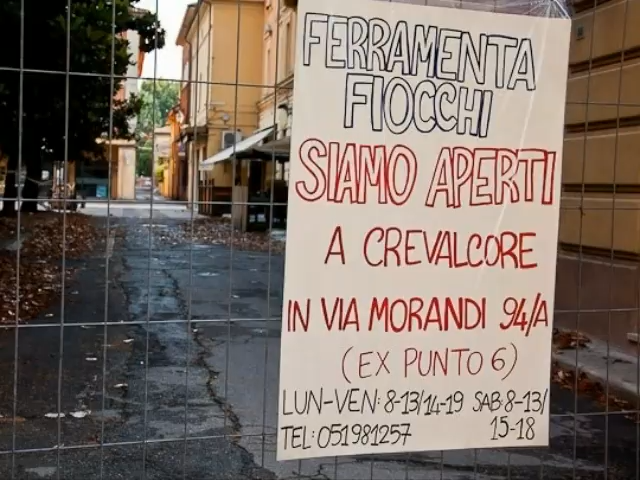 FERRAMENTA
FIOCCHI
SIAMO APERTI
A CREVALCORE
IN VIA MORANDI 94/A
(EX PUNTO 6)
LUN-VEN: 8-13/14-19 SAB: 8-13/
15-18
TEL: 051981257